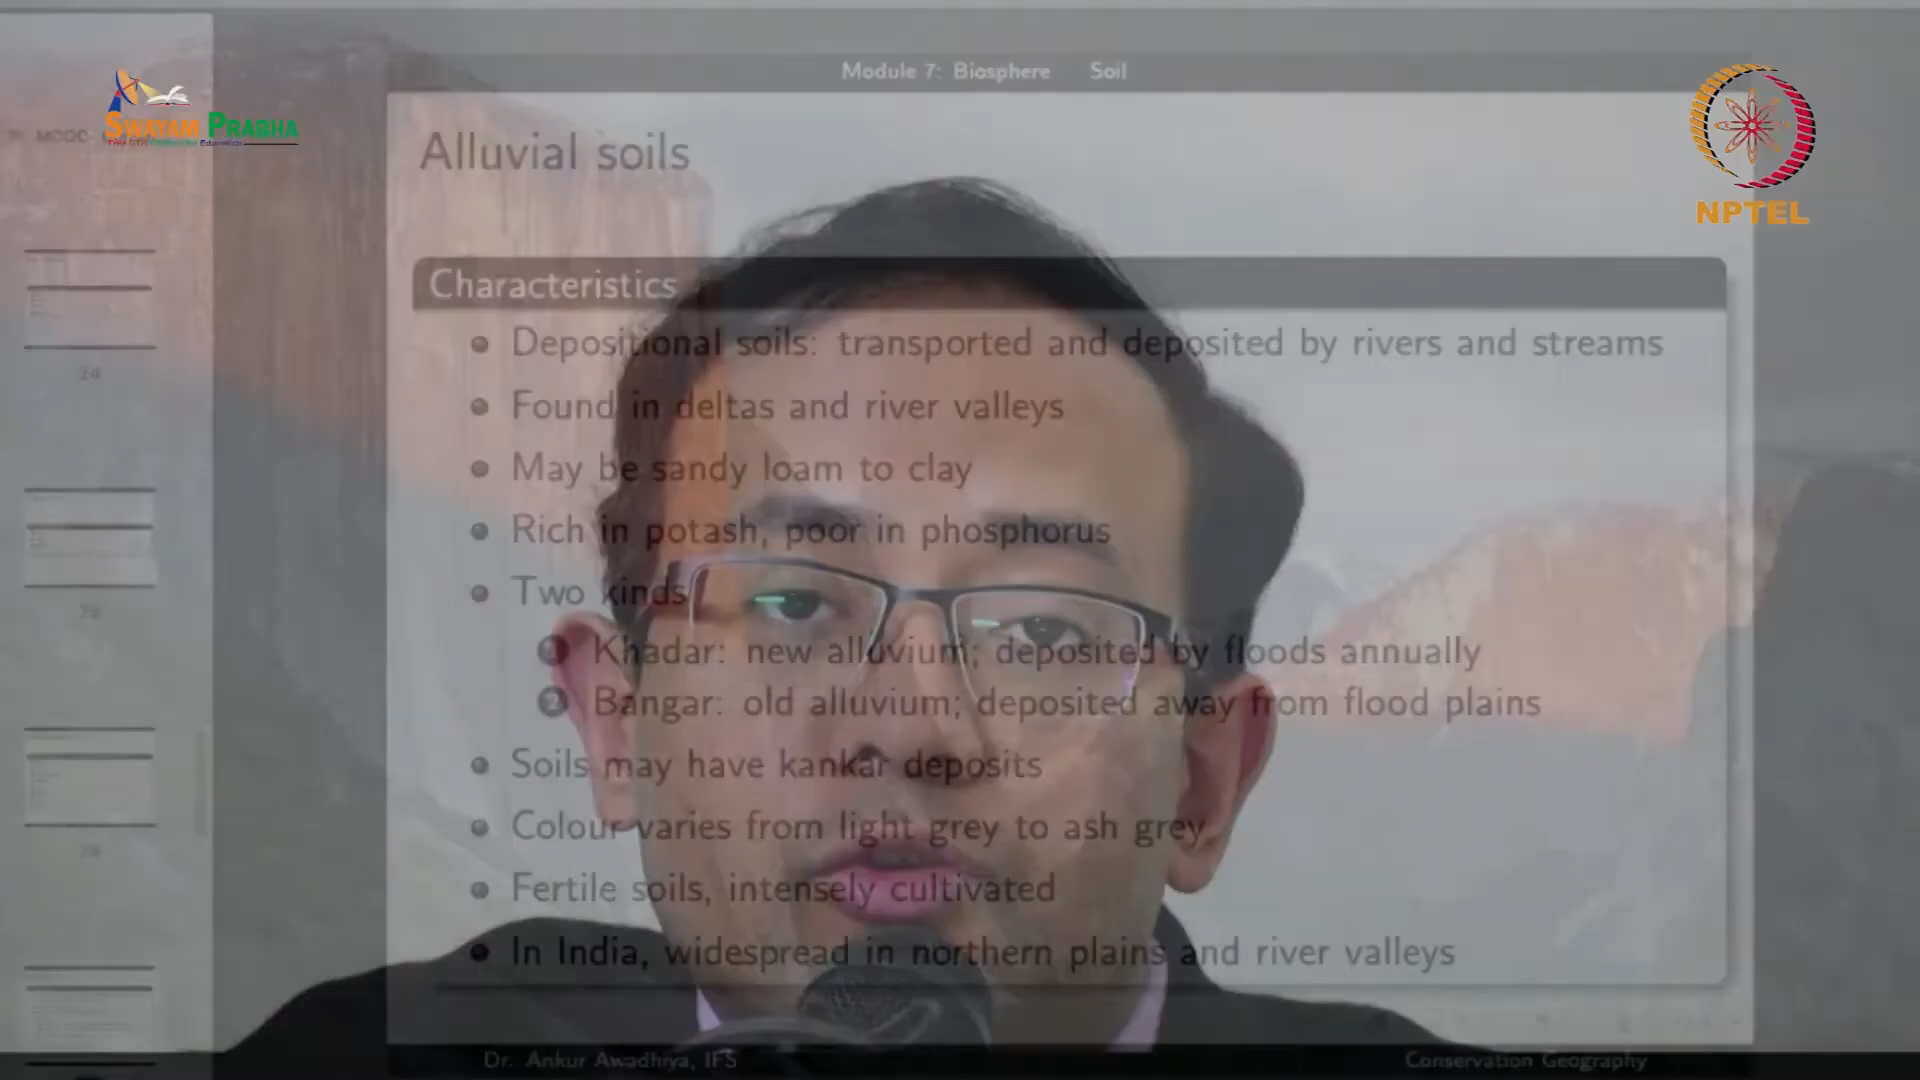 Module 7: Biosphere Soil
SWAYAM PRABHA
NPTEL
Alluvial soils
Characteristics
Depositional soils: transported and deposited by rivers and streams
Found in deltas and river valleys
May be sandy loam to clay
Rich in potash, poor in phosphorus
Two kinds
Khadar: new alluvium; deposited by floods annually
2 Bangar: old alluvium; deposited away from flood plains
Soils may have kankar deposits
Colour varies from light grey to ash grey
Fertile soils, intensely cultivated
In India, widespread in northern plains and river valleys
Dr. Ankur Awadhiya, IFS Conservation Geography